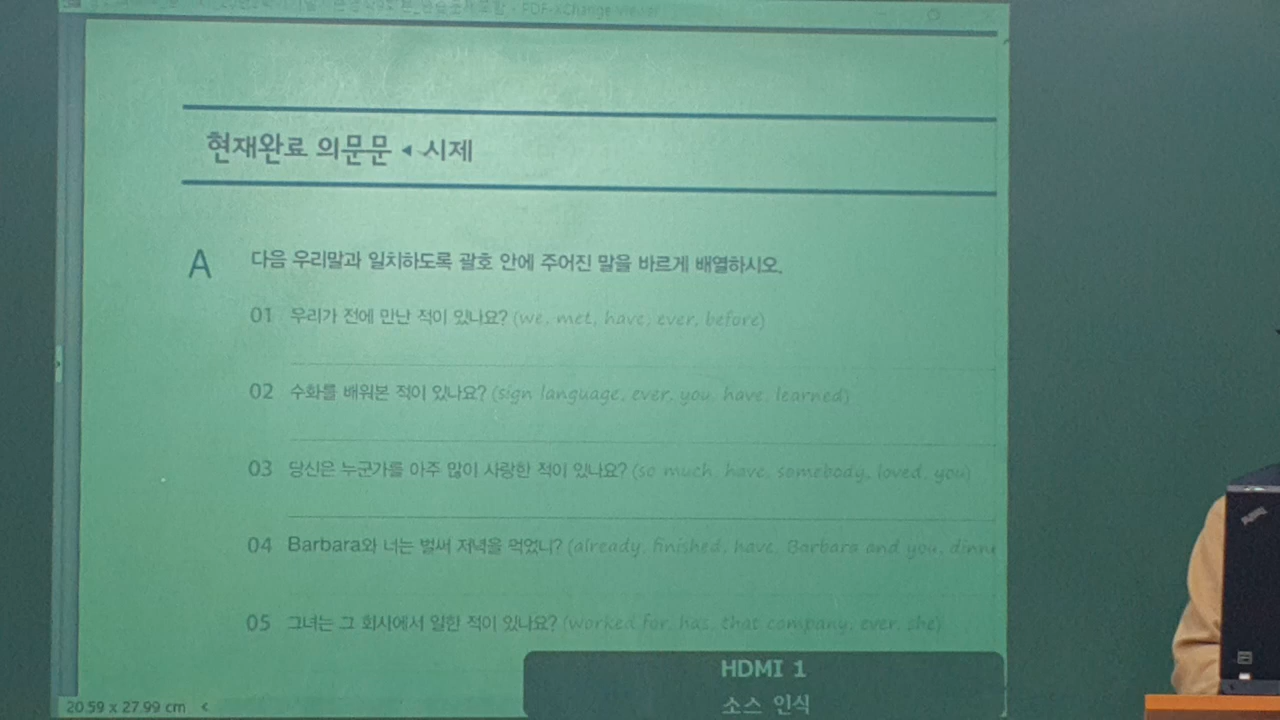 PDF-XChange Viewer
현재완료 의문문 ◂ 시제
A 다음 우리말과 일치하도록 괄호 안에 주어진 말을 바르게 배열하시오.
01 우리가 전에 만난 적이 있나요? (we, met, have, ever, before)
02 수화를 배워본 적이 있나요? (sign language, ever, you, have, learned)
03 당신은 누군가를 아주 많이 사랑한 적이 있나요? (so much, have, somebody, loved, you)
04 Barbara와 너는 벌써 저녁을 먹었니? (already, finished, have, Barbara and you, dinn
05 그녀는 그 회사에서 일한 적이 있나요? (worked for, has, that company, ever, she)
HDMI 1
소스 인식
20.59 x 27.99 cm <